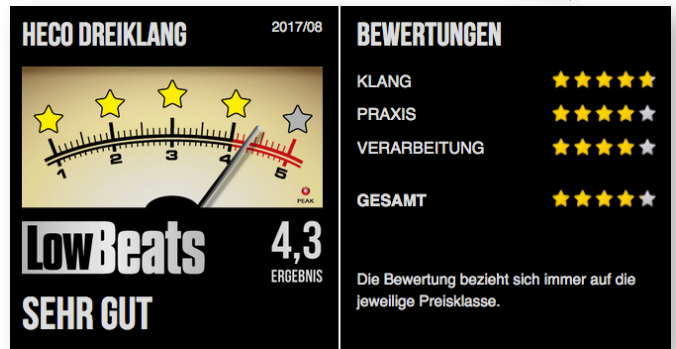 HECO DREIKLANG
2017/08
1 2 3 4 5
PEAK
LowBeats
4,3
ERGEBNIS
SEHR GUT
BEWERTUNGEN
KLANG
PRAXIS
VERARBEITUNG
GESAMT
Die Bewertung bezieht sich immer auf die
jeweilige Preisklasse.